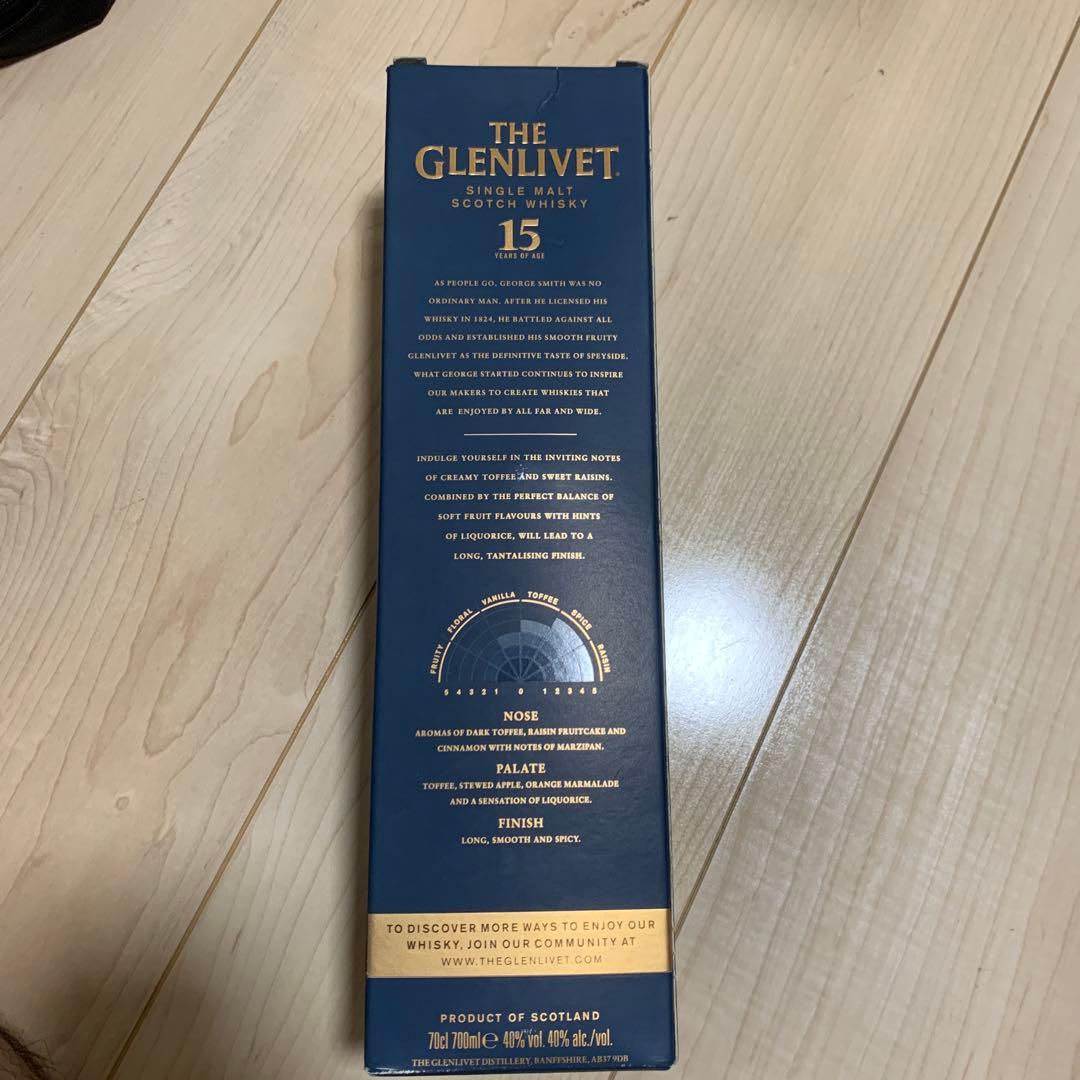 THE
GLENLIVET.
SINGLE MALT
SCOTCH WHISKY
15
YEARS OF AGE
AS PEOPLE GO, GEORGE SMITH WAS NO
ORDINARY MAN. AFTER HE LICENSED HIS
WHISKY IN 1824, HE BATTLED AGAINST ALL
ODDS AND ESTABLISHED HIS SMOOTH FRUITY
GLENLIVET AS THE DEFINITIVE TASTE OF SPEYSIDE.
WHAT GEORGE STARTED CONTINUES TO INSPIRE
OUR MAKERS TO CREATE WHISKIES THAT
ARE ENJOYED BY ALL FAR AND WIDE.
INDULGE YOURSELF IN THE INVITING NOTES
OF CREAMY TOFFEE AND SWEET RAISINS.
COMBINED BY THE PERFECT BALANCE OF
SOFT FRUIT FLAVOURS WITH HINTS
OF LIQUORICE, WILL LEAD TO A
LONG, TANTALISING FINISH.
FRUITY FLORAL VANILLA TOFFEE SPICE RAISIN
5 4 3 2 1 0 1 2 3 4 5
NOSE
AROMAS OF DARK TOFFEE, RAISIN FRUITCAKE AND
CINNAMON WITH NOTES OF MARZIPAN.
PALATE
TOFFEE, STEWED APPLE, ORANGE MARMALADE
AND A SENSATION OF LIQUORICE.
FINISH
LONG, SMOOTH AND SPICY.
TO DISCOVER MORE WAYS TO ENJOY OUR
WHISKY, JOIN OUR COMMUNITY AT
WWW.THEGLENLIVET.COM
PRODUCT OF SCOTLAND
70cl 700ml e 40% vol. 40% alc./vol.
THE GLENLIVET DISTILLERY, BANFFSHIRE, AB37 9DB